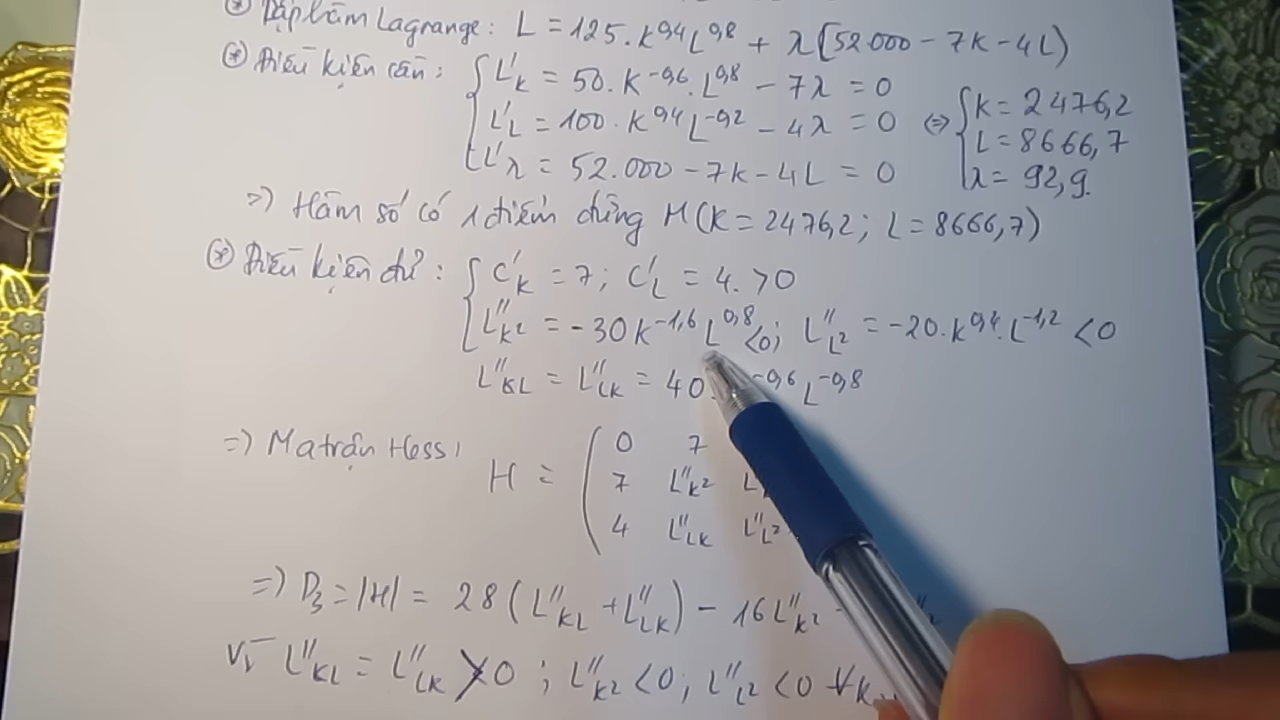 (*) Lập hàm Lagrange: L = 125.K^0,4 L^0,8 + λ[52.000 - 7K - 4L)
(*) Điều kiện cần: { L'K = 50.K^-0,6.L^0,8 - 7λ = 0
L'L = 100.K^0,4 L^-0,2 - 4λ = 0 <=> { K = 2476,2
L'λ = 52.000 - 7K - 4L = 0 L = 8666,7
λ = 92,9.
=> Hàm số có 1 điểm dừng M(K = 2476,2; L = 8666,7)
(*) Điều kiện đủ: { C'K = 7; C'L = 4. > 0
L''K² = -30K^-1,6 L^0,8 <0; L''L² = -20.K^0,4.L^-1,2 < 0
L''KL = L''LK = 40. ^-0,6 L^-0,8
=> Ma trận Hess: H = ( 0 7
7 L''K² L
4 L''LK L''L²
=> D3 = |H| = 28(L''KL + L''LK) - 16L''K² -
Vì L''KL = L''LK > 0; L''K² < 0; L''L² < 0 ∀K